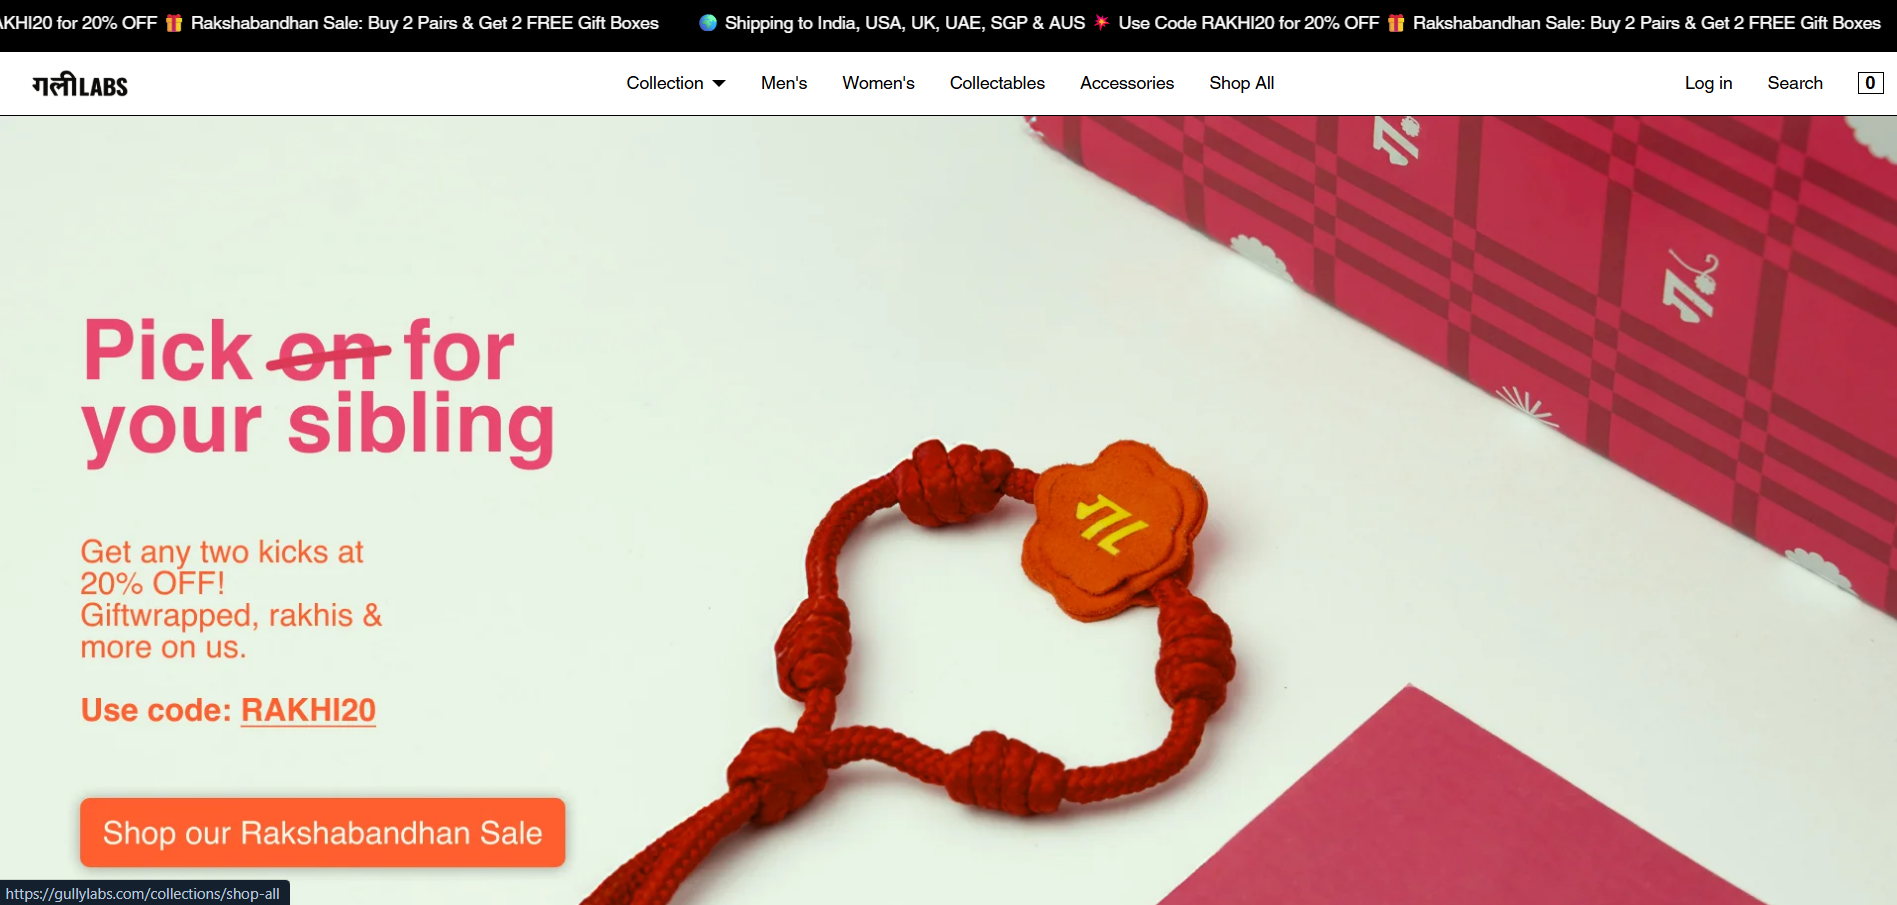 KHI20 for 20% OFF 🎁 Rakshabandhan Sale: Buy 2 Pairs & Get 2 FREE Gift Boxes 🌍 Shipping to India, USA, UK, UAE, SGP & AUS 💥 Use Code RAKHI20 for 20% OFF 🎁 Rakshabandhan Sale: Buy 2 Pairs & Get 2 FREE Gift Boxes
गलीLABS Collection Men's Women's Collectables Accessories Shop All Log in Search 0
Pick on for
your sibling
Get any two kicks at
20% OFF!
Giftwrapped, rakhis &
more on us.
Use code: RAKHI20
Shop our Rakshabandhan Sale
https://gullylabs.com/collections/shop-all